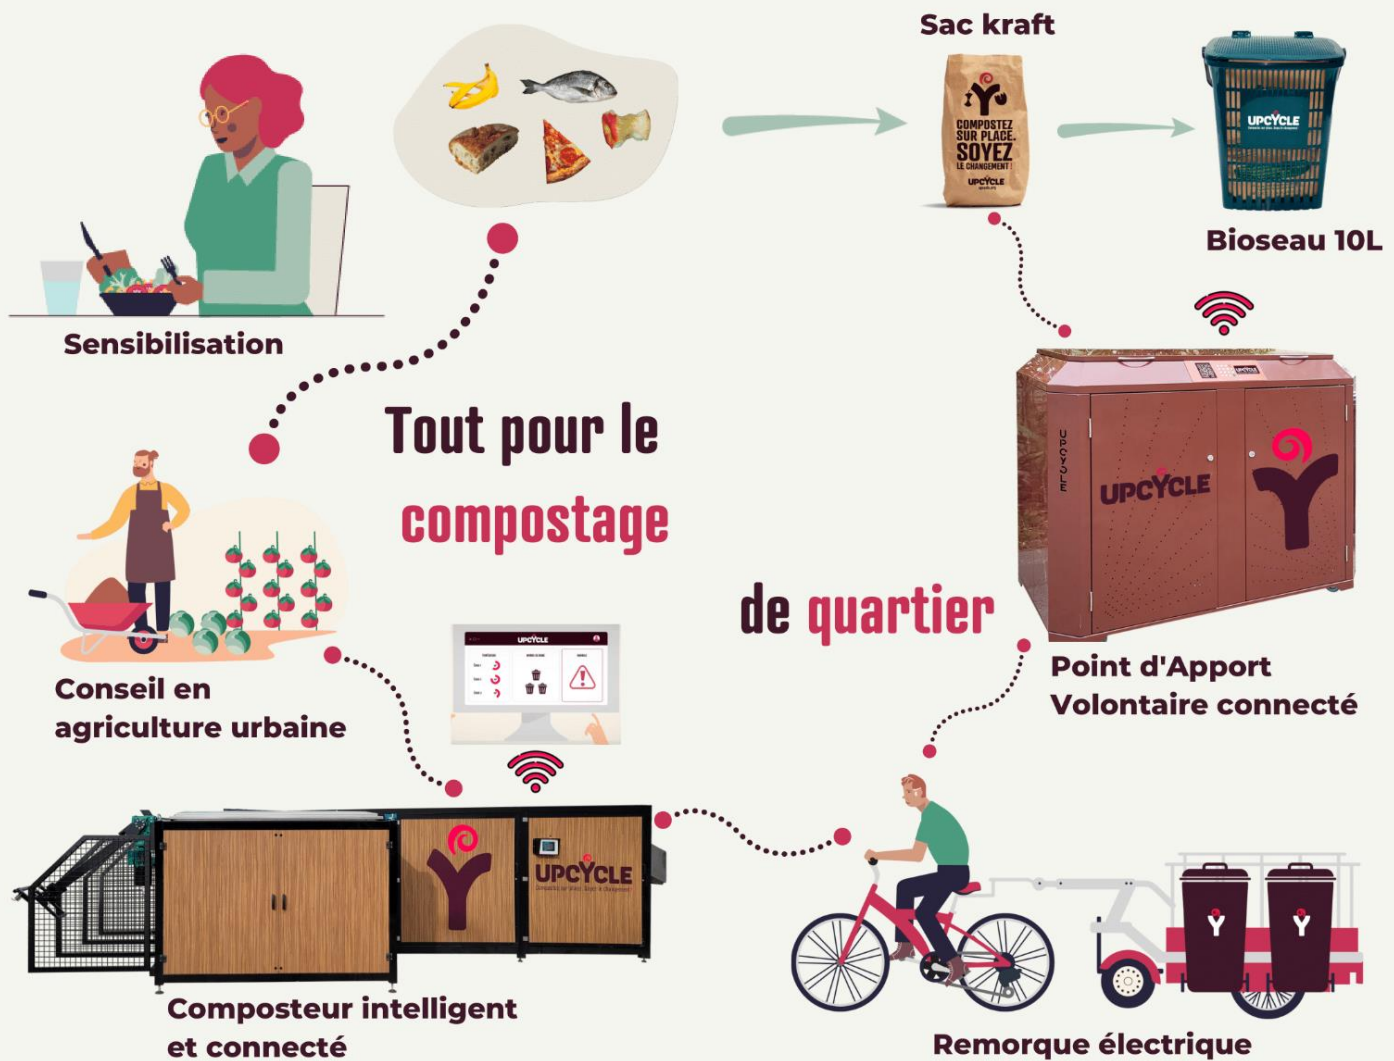 Sac kraft
COMPOSTEZ
SUR PLACE.
SOYEZ
LE CHANGEMENT !
UPCYCLE
UPCYCLE
Bioseau 10L
Sensibilisation
Tout pour le
compostage
de quartier
UPCYCLE
UPCYCLE
UPCYCLE
Point d'Apport
Volontaire connecté
Conseil en
agriculture urbaine
UPCYCLE
UPCYCLE
Composteur intelligent
et connecté
Remorque électrique